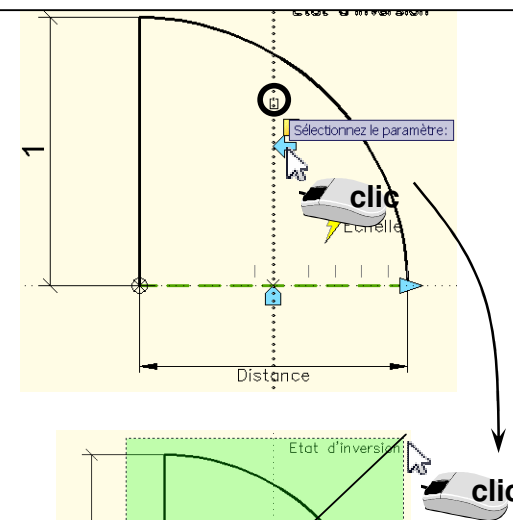 Etat d'inversion
Sélectionnez le paramètre:
1
clic
Echelle
Distance
Etat d'inversion
clic